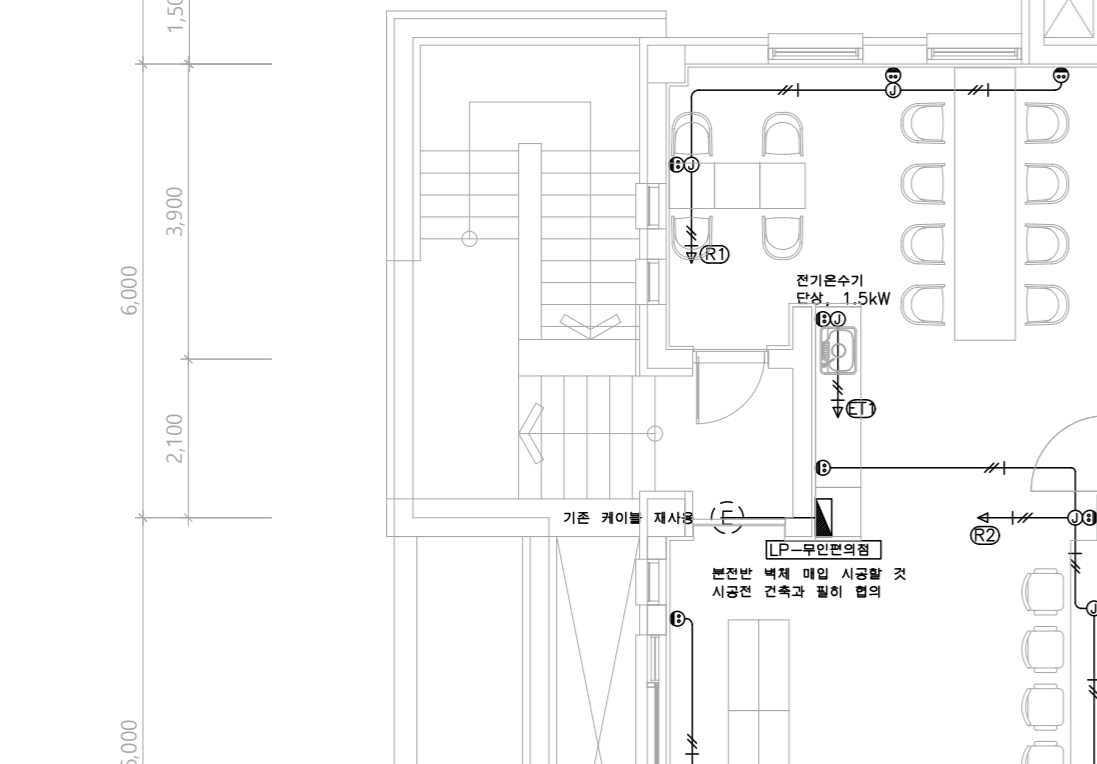 1,50
3,900
6,000
2,100
J
J
R1
전기온수기
단상, 1.5kW
J
ET1
기존 케이블 재사용
E
LP-무인편의점
분전반 벽체 매입 시공할 것
시공전 건축과 필히 협의
J
R2
J
6,000